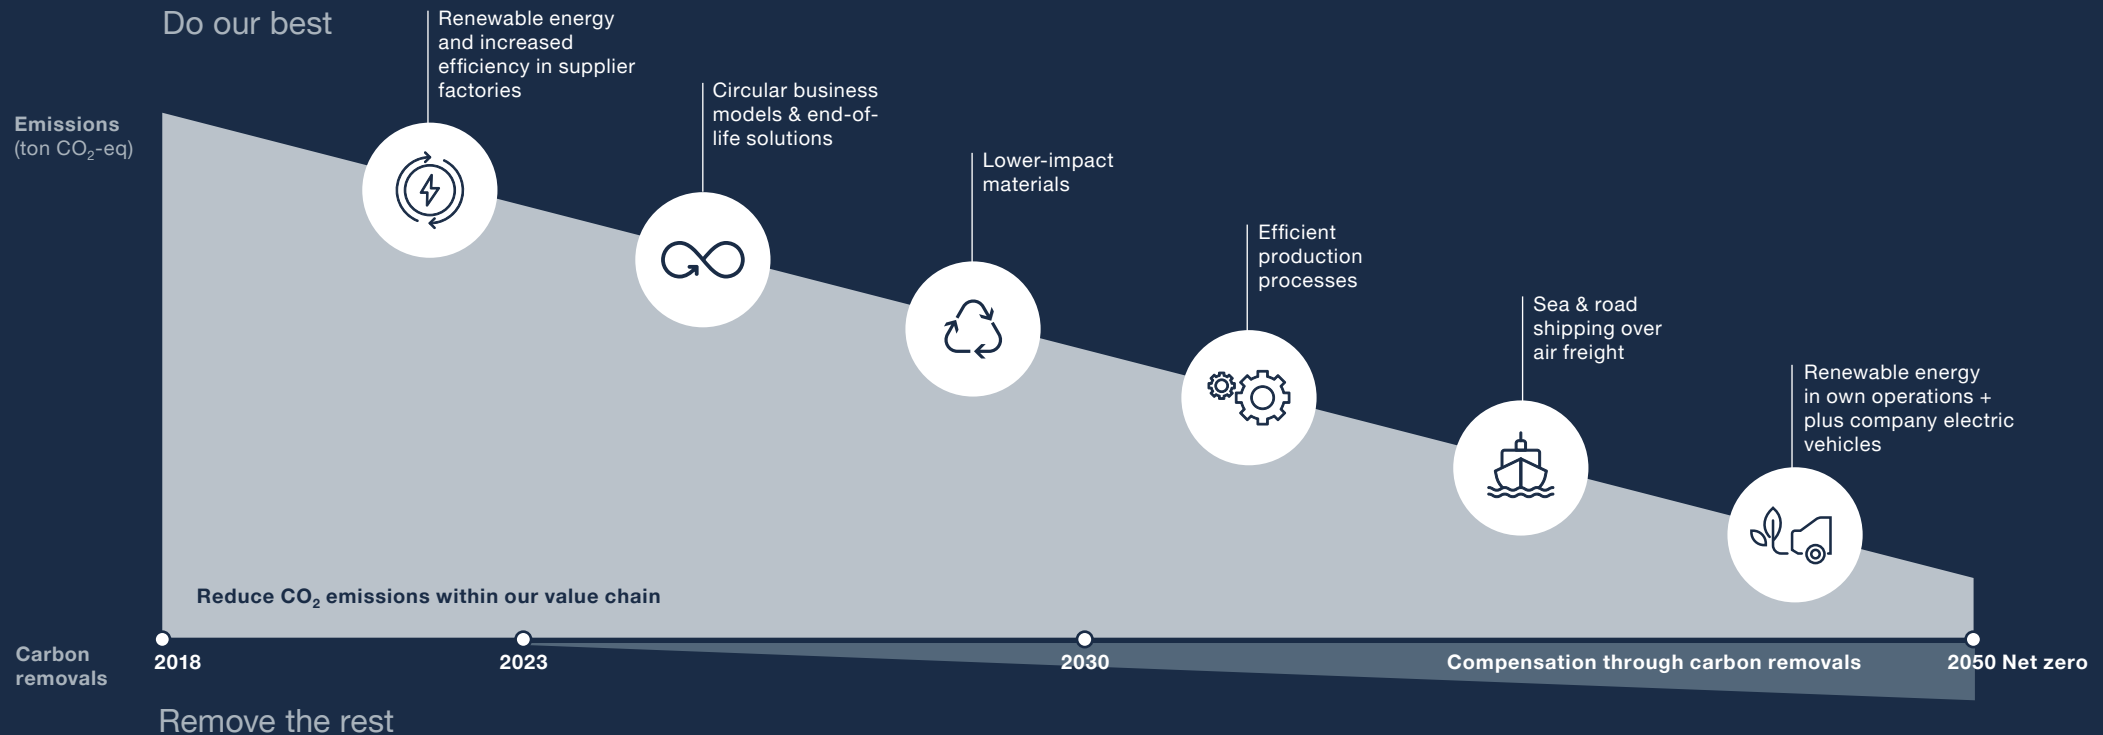 Do our best
Renewable energy
and increased
efficiency in supplier
factories
Circular business
models & end-of-
life solutions
Emissions
(ton CO₂-eq)
Lower-impact
materials
Efficient
production
processes
Sea & road
shipping over
air freight
Renewable energy
in own operations +
plus company electric
vehicles
Reduce CO₂ emissions within our value chain
Carbon
removals
2018
2023
2030
Compensation through carbon removals
2050 Net zero
Remove the rest